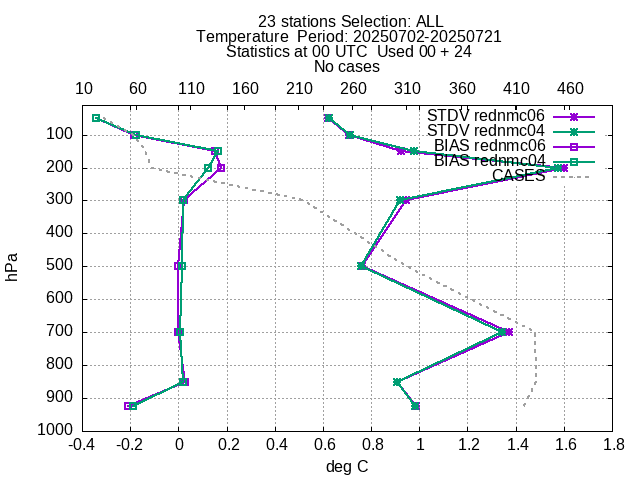 23 stations Selection: ALL
Temperature  Period: 20250702-20250721
Statistics at 00 UTC  Used 00 + 24
No cases
10 60 110 160 210 260 310 360 410 460
STDV rednmc06
STDV rednmc04
BIAS rednmc06
BIAS rednmc04
CASES
100
200
300
400
500
600
700
800
900
1000
hPa
-0.4 -0.2 0 0.2 0.4 0.6 0.8 1 1.2 1.4 1.6 1.8
deg C